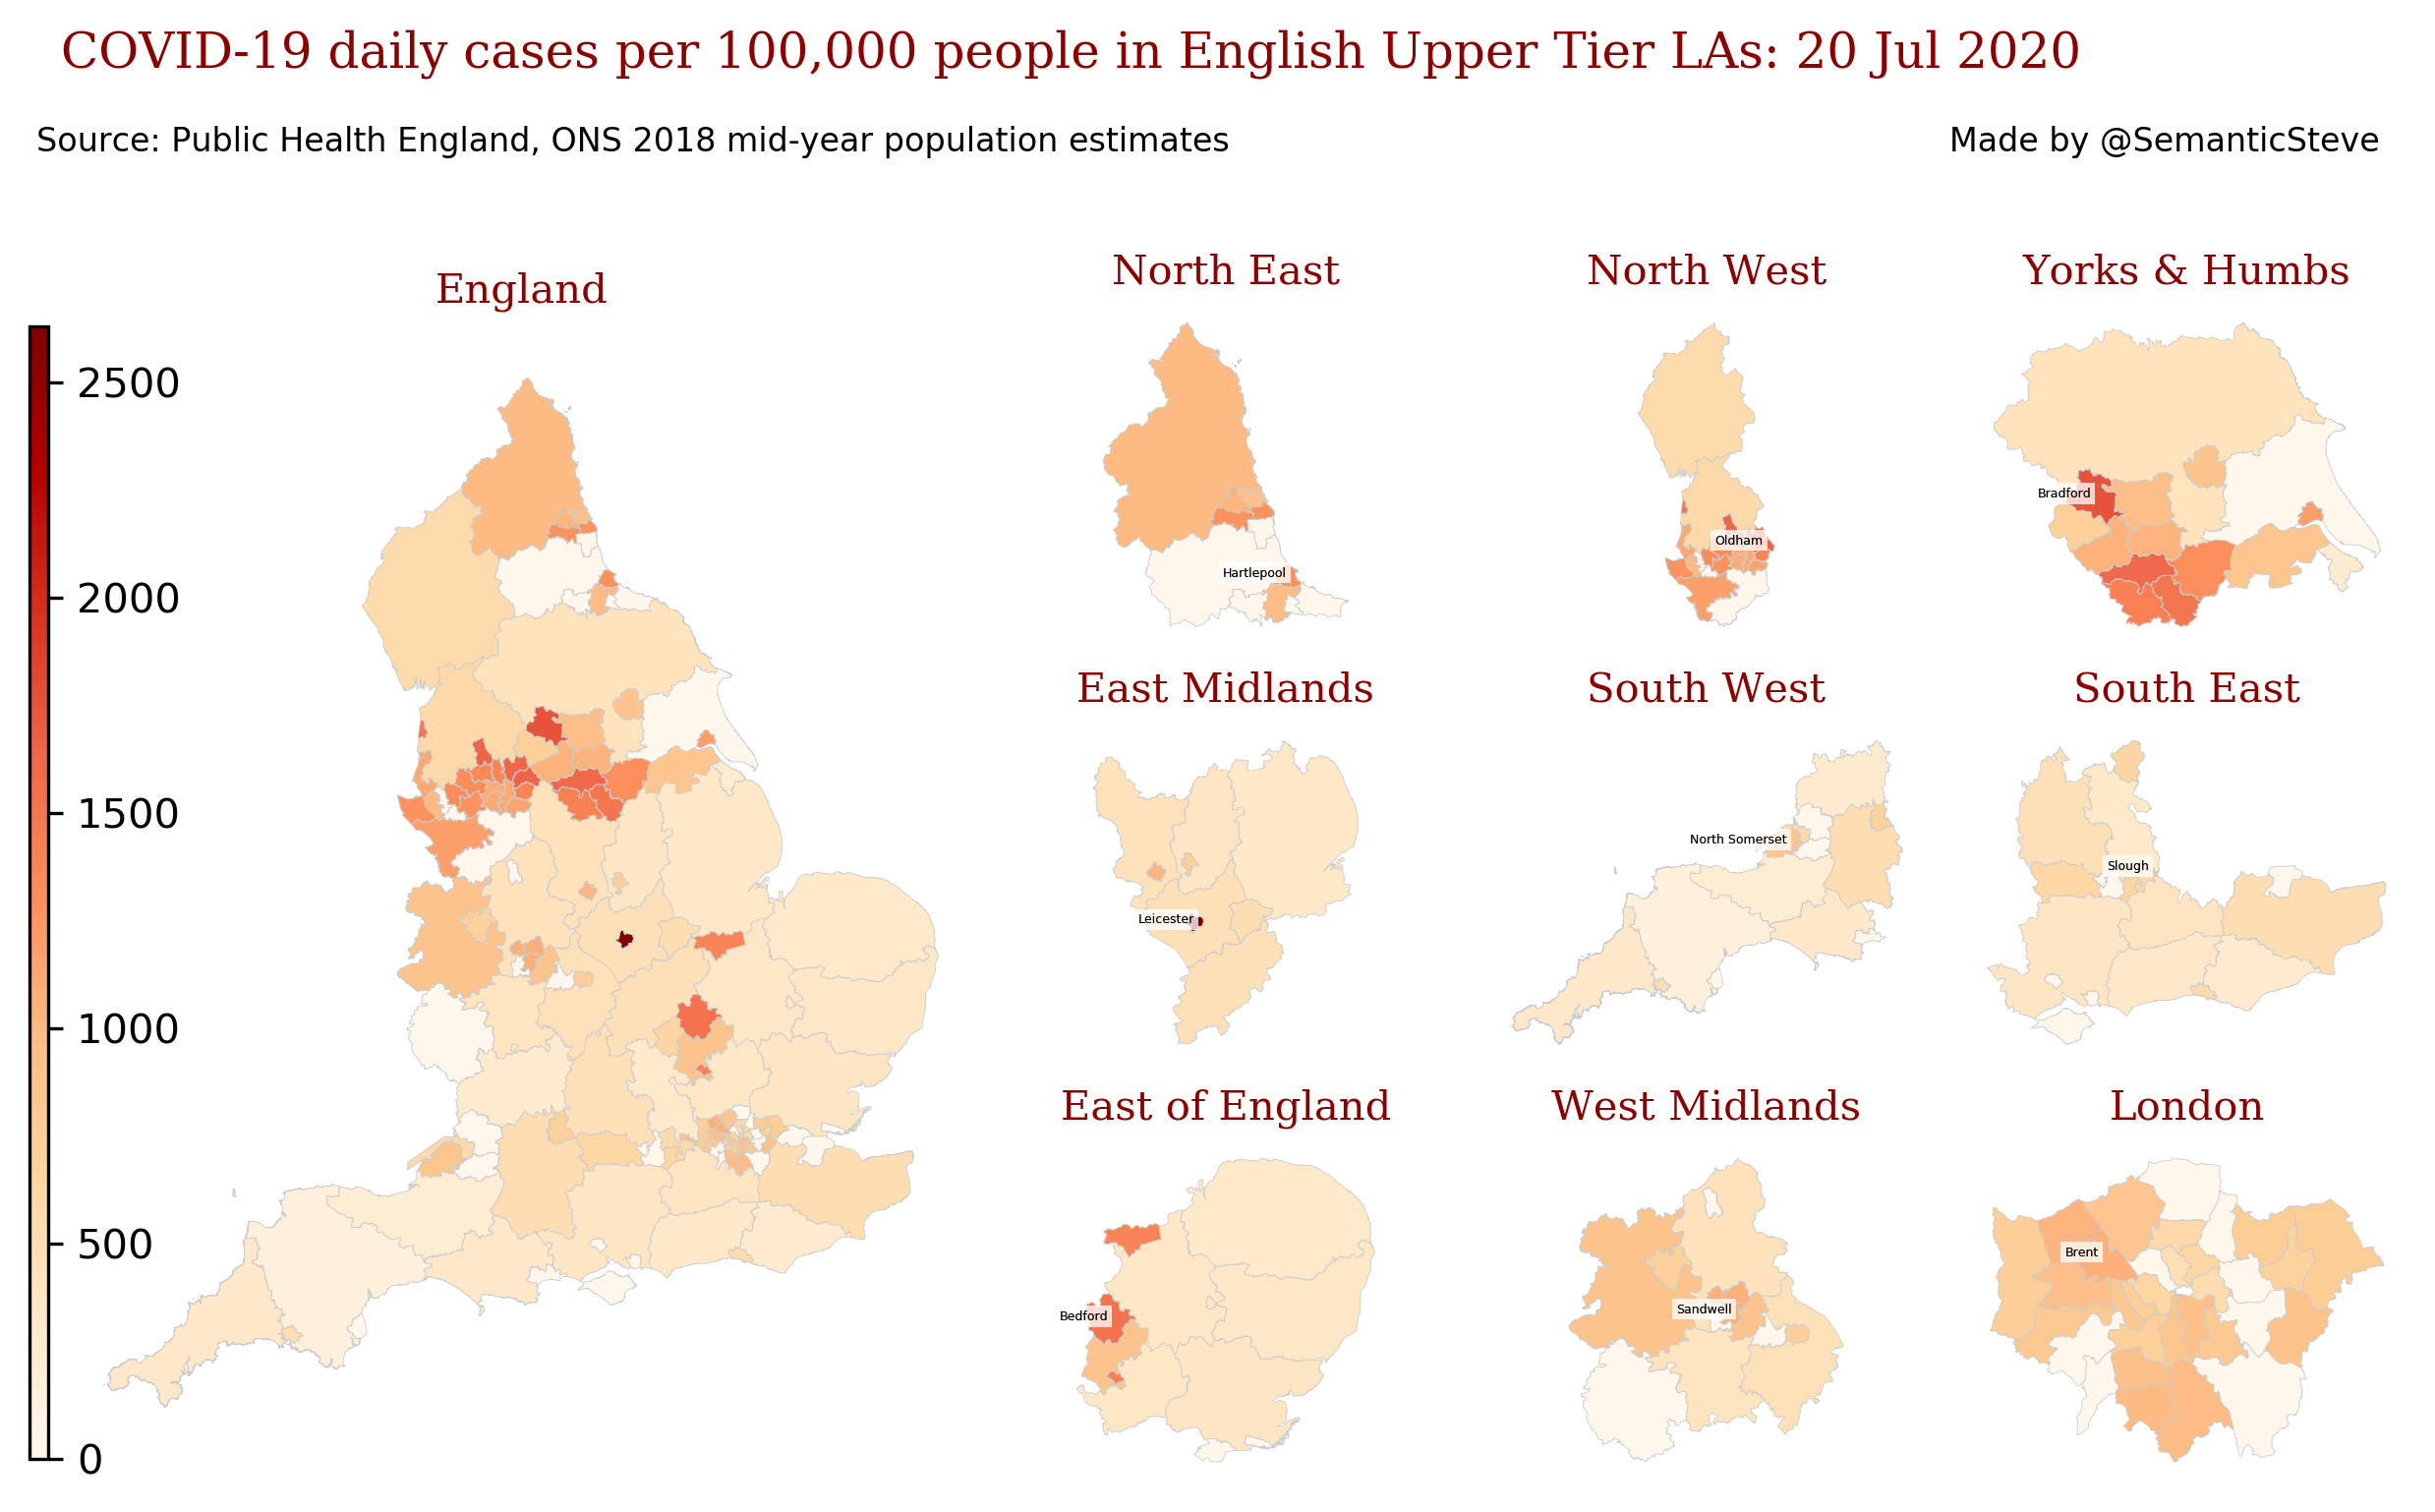 COVID-19 daily cases per 100,000 people in English Upper Tier LAs: 20 Jul 2020
Source: Public Health England, ONS 2018 mid-year population estimates
Made by @SemanticSteve
England
2500
2000
1500
1000
500
0
North East
Hartlepool
North West
Oldham
Yorks & Humbs
Bradford
East Midlands
Leicester
South West
North Somerset
South East
Slough
East of England
Bedford
West Midlands
Sandwell
London
Brent